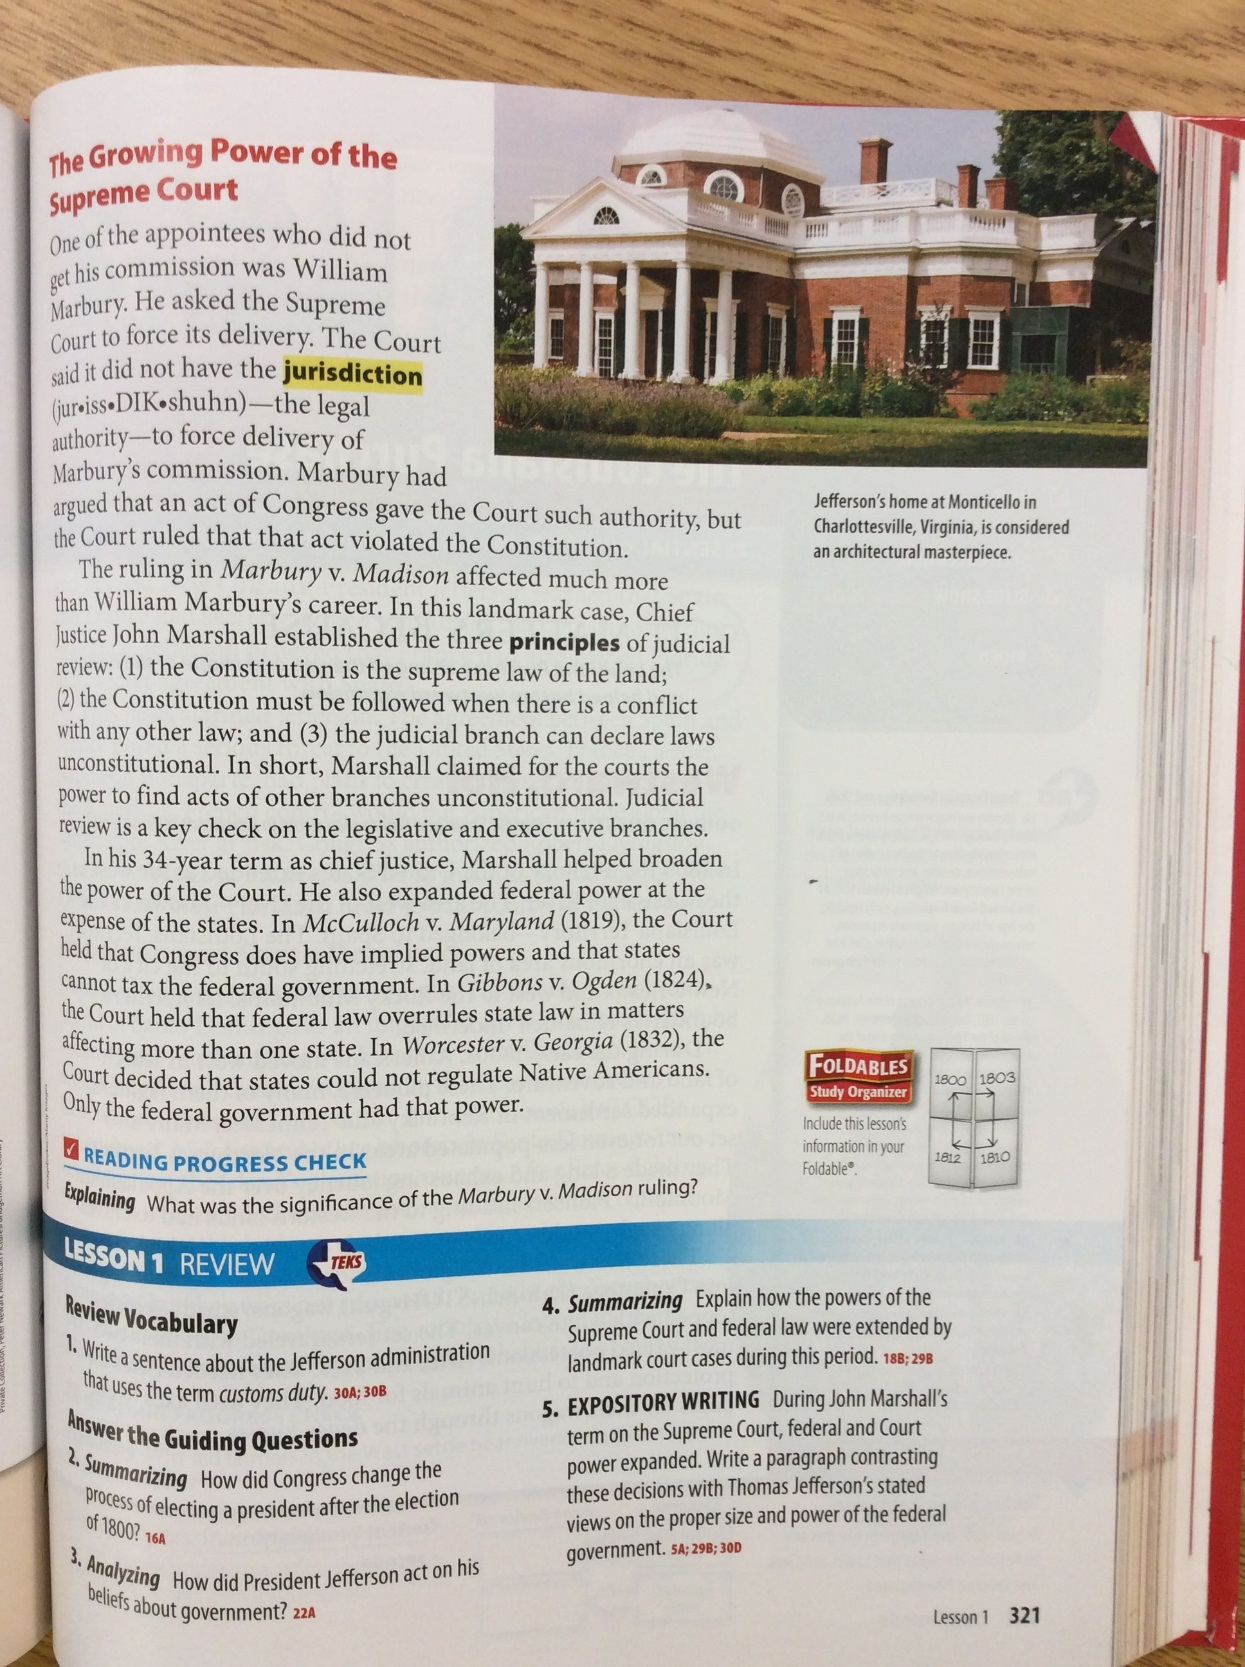 The Growing Power of the
Supreme Court
One of the appointees who did not
get his commission was William
Marbury. He asked the Supreme
Court to force its delivery. The Court
said it did not have the jurisdiction
(jur•iss•DIK•shuhn)—the legal
authority—to force delivery of
Marbury's commission. Marbury had
argued that an act of Congress gave the Court such authority, but
the Court ruled that that act violated the Constitution.
The ruling in Marbury v. Madison affected much more
than William Marbury's career. In this landmark case, Chief
Justice John Marshall established the three principles of judicial
review: (1) the Constitution is the supreme law of the land;
(2) the Constitution must be followed when there is a conflict
with any other law; and (3) the judicial branch can declare laws
unconstitutional. In short, Marshall claimed for the courts the
power to find acts of other branches unconstitutional. Judicial
review is a key check on the legislative and executive branches.
In his 34-year term as chief justice, Marshall helped broaden
the power of the Court. He also expanded federal power at the
expense of the states. In McCulloch v. Maryland (1819), the Court
held that Congress does have implied powers and that states
cannot tax the federal government. In Gibbons v. Ogden (1824),
the Court held that federal law overrules state law in matters
affecting more than one state. In Worcester v. Georgia (1832), the
Court decided that states could not regulate Native Americans.
Only the federal government had that power.
READING PROGRESS CHECK
Explaining What was the significance of the Marbury v. Madison ruling?
Jefferson's home at Monticello in
Charlottesville, Virginia, is considered
an architectural masterpiece.
FOLDABLES
Study Organizer
Include this lesson's
information in your
Foldable®.
1800 1803
1812 1810
LESSON 1 REVIEW TEKS
Review Vocabulary
1. Write a sentence about the Jefferson administration
that uses the term customs duty. 30A; 30B
Answer the Guiding Questions
2. Summarizing How did Congress change the
process of electing a president after the election
of 1800? 16A
3. Analyzing How did President Jefferson act on his
beliefs about government? 22A
4. Summarizing Explain how the powers of the
Supreme Court and federal law were extended by
landmark court cases during this period. 18B; 29B
5. EXPOSITORY WRITING During John Marshall's
term on the Supreme Court, federal and Court
power expanded. Write a paragraph contrasting
these decisions with Thomas Jefferson's stated
views on the proper size and power of the federal
government. 5A; 29B; 30D
Lesson 1 321